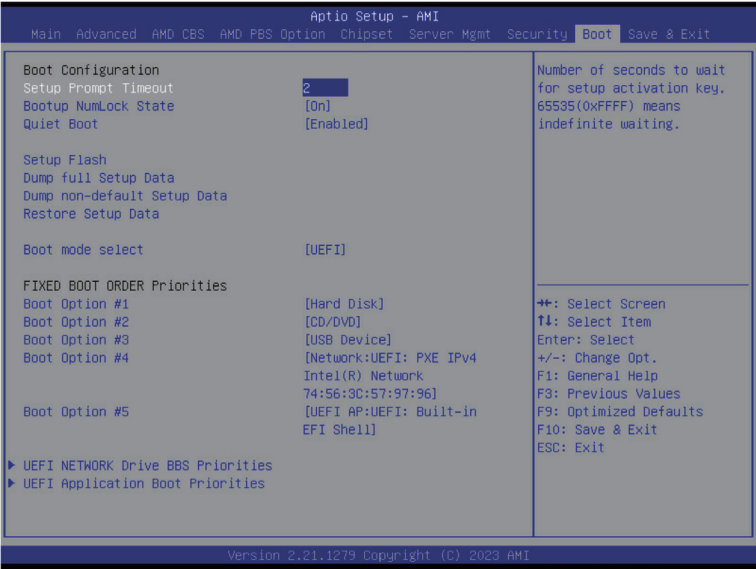 Aptio Setup – AMI
Main Advanced AMD CBS AMD PBS Option Chipset Server Mgmt Security Boot Save & Exit
Boot Configuration
Setup Prompt Timeout 2
Bootup NumLock State [On]
Quiet Boot [Enabled]
Setup Flash
Dump full Setup Data
Dump non-default Setup Data
Restore Setup Data
Boot mode select [UEFI]
FIXED BOOT ORDER Priorities
Boot Option #1 [Hard Disk]
Boot Option #2 [CD/DVD]
Boot Option #3 [USB Device]
Boot Option #4 [Network:UEFI: PXE IPv4
Intel(R) Network
74:56:3C:57:97:96]
Boot Option #5 [UEFI AP:UEFI: Built-in
EFI Shell]
UEFI NETWORK Drive BBS Priorities
UEFI Application Boot Priorities
Number of seconds to wait
for setup activation key.
65535(0xFFFF) means
indefinite waiting.
→←: Select Screen
↑↓: Select Item
Enter: Select
+/-: Change Opt.
F1: General Help
F3: Previous Values
F9: Optimized Defaults
F10: Save & Exit
ESC: Exit
Version 2.21.1279 Copyright (C) 2023 AMI